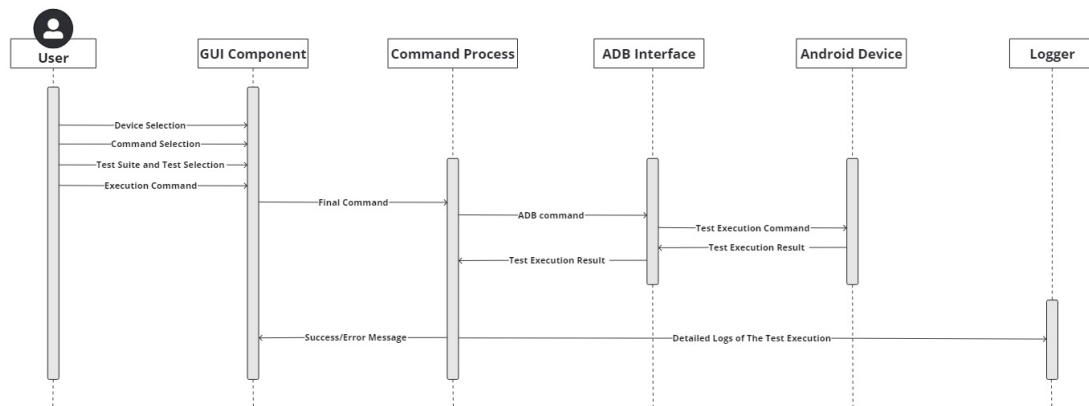 User
GUI Component
Command Process
ADB Interface
Android Device
Logger
Device Selection
Command Selection
Test Suite and Test Selection
Execution Command
Final Command
ADB command
Test Execution Command
Test Execution Result
Test Execution Result
Success/Error Message
Detailed Logs of The Test Execution